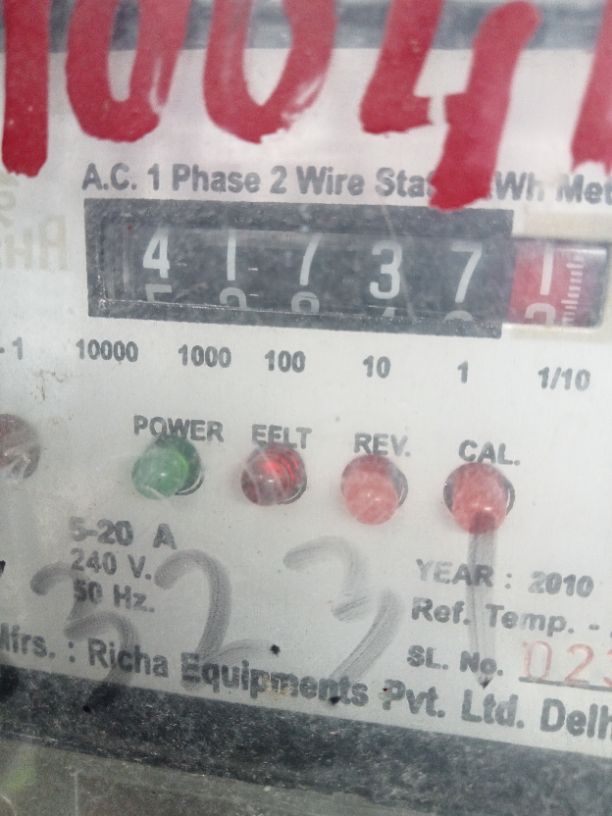 A.C. 1 Phase 2 Wire Wh
4 1 7 3 7 1
10000 1000 100 10 1 1/10
POWER EELT REV. CAL.
5-20 A
240 V.
50 Hz.
YEAR : 2010
Ref. Temp. -
3231
Mfrs. : Richa Equipments Pvt. Ltd. Delh
SL. No. 023